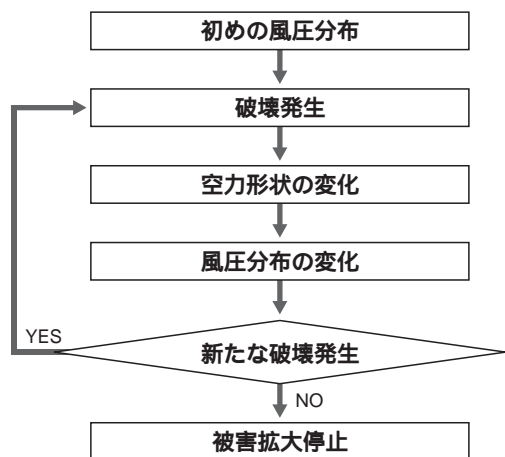 初めの風圧分布
破壊発生
空力形状の変化
風圧分布の変化
YES
新たな破壊発生
NO
被害拡大停止